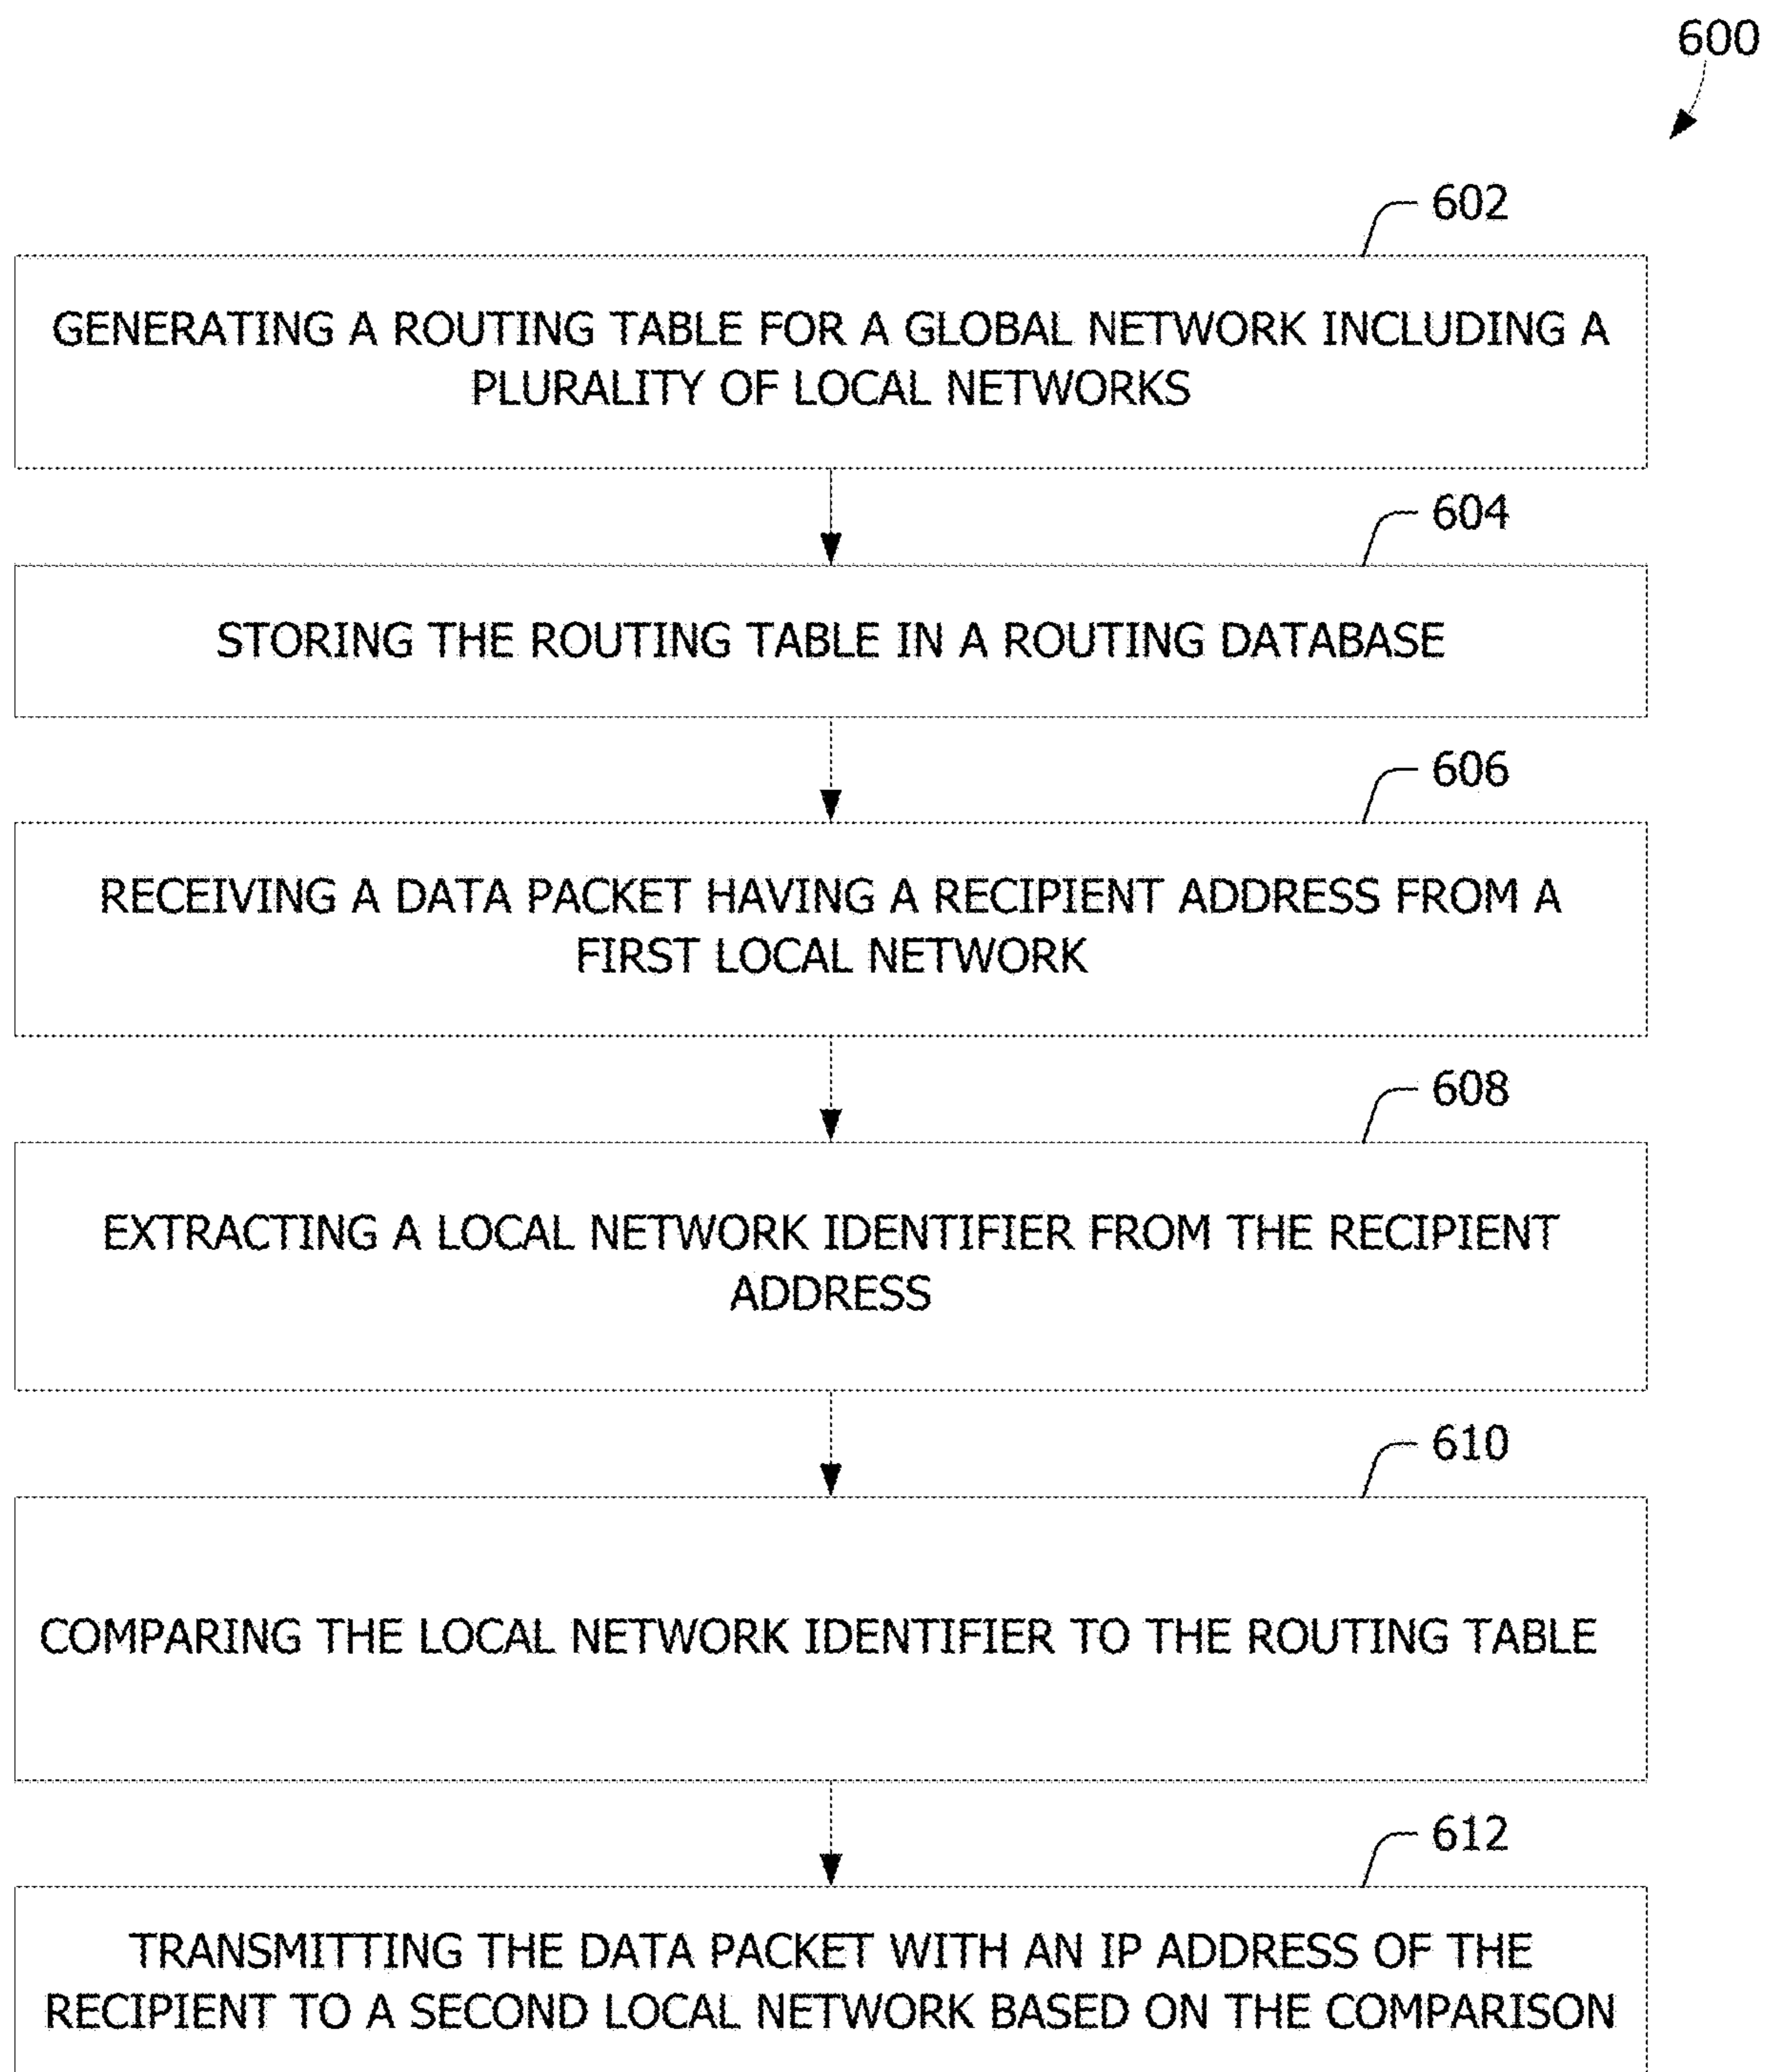 600
602
GENERATING A ROUTING TABLE FOR A GLOBAL NETWORK INCLUDING A
PLURALITY OF LOCAL NETWORKS
604
STORING THE ROUTING TABLE IN A ROUTING DATABASE
606
RECEIVING A DATA PACKET HAVING A RECIPIENT ADDRESS FROM A
FIRST LOCAL NETWORK
608
EXTRACTING A LOCAL NETWORK IDENTIFIER FROM THE RECIPIENT
ADDRESS
610
COMPARING THE LOCAL NETWORK IDENTIFIER TO THE ROUTING TABLE
612
TRANSMITTING THE DATA PACKET WITH AN IP ADDRESS OF THE
RECIPIENT TO A SECOND LOCAL NETWORK BASED ON THE COMPARISON